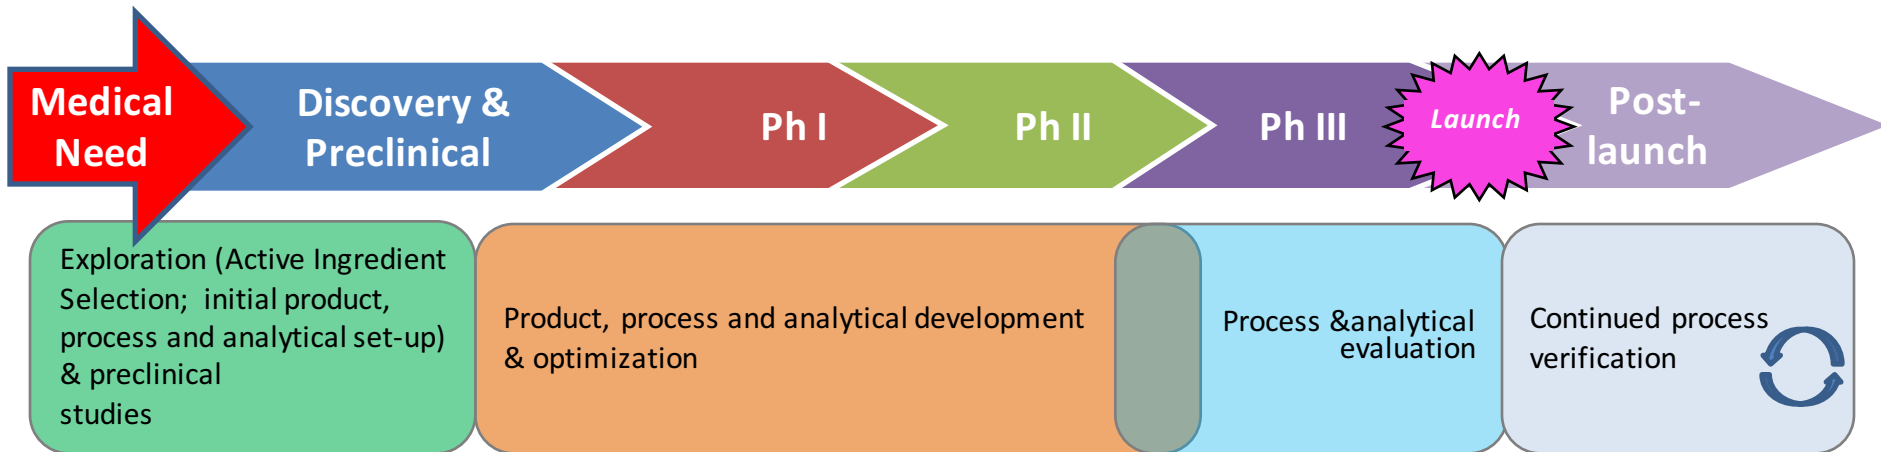 Medical
Need
Discovery &
Preclinical
Ph I
Ph II
Ph III
Launch
Post-
launch
Exploration (Active Ingredient
Selection; initial product,
process and analytical set-up)
& preclinical
studies
Product, process and analytical development
& optimization
Process &analytical
evaluation
Continued process
verification